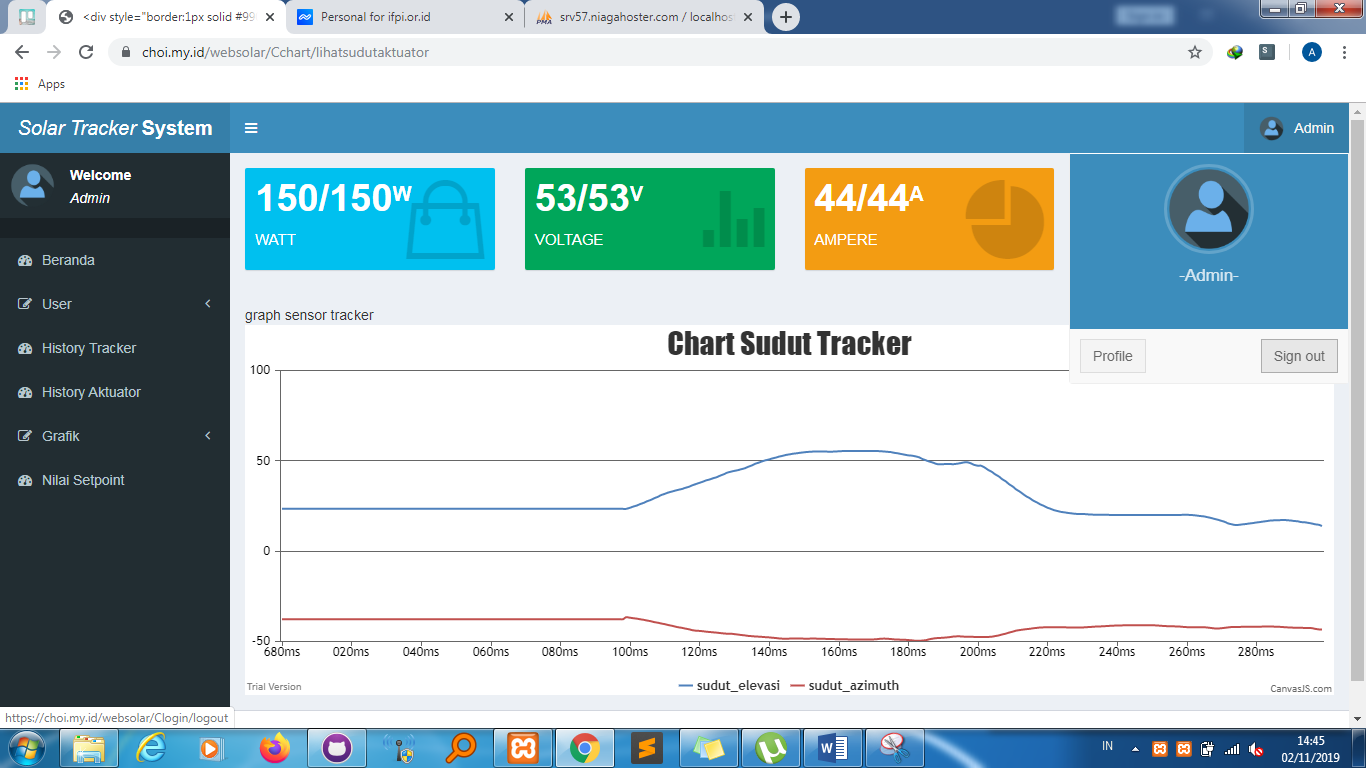 <div style="border:1px solid #99
Personal for ifpi.or.id
PMA
srv57.niagahoster.com / localhos
choi.my.id/websolar/Cchart/lihatsudutaktuator
S
A
Apps
Solar Tracker System
Admin
Welcome
Admin
Beranda
User
History Tracker
History Aktuator
Grafik
Nilai Setpoint
150/150W
WATT
53/53V
VOLTAGE
44/44A
AMPERE
-Admin-
Profile
Sign out
graph sensor tracker
Chart Sudut Tracker
100
50
0
-50
680ms 020ms 040ms 060ms 080ms 100ms 120ms 140ms 160ms 180ms 200ms 220ms 240ms 260ms 280ms
sudut_elevasi
sudut_azimuth
Trial Version
CanvasJS.com
https://choi.my.id/websolar/Clogin/logout
IN
14:45
02/11/2019